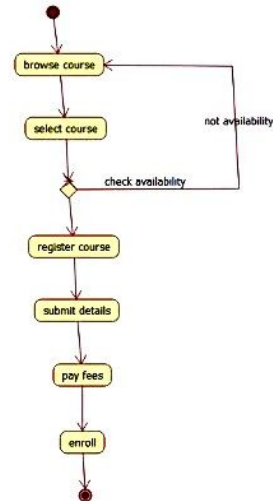 browse course
not availability
select course
check availability
register course
submit details
pay fees
enroll